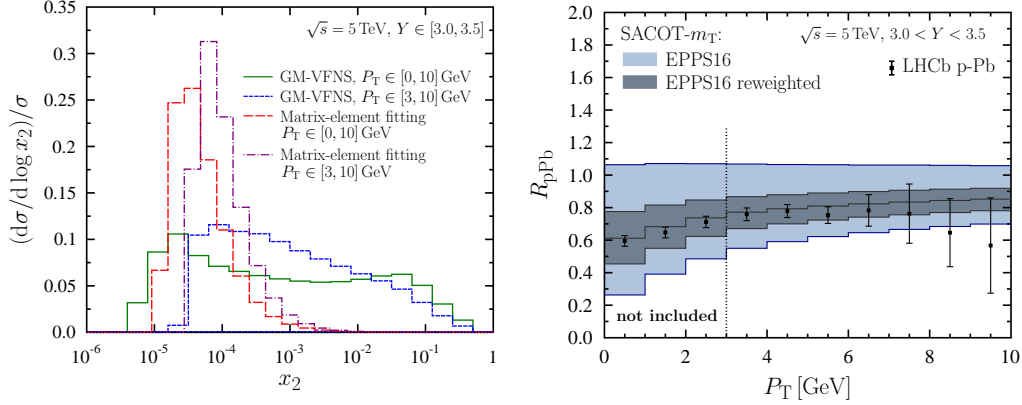 √s = 5 TeV, Y ∈ [3.0, 3.5]
GM-VFNS, P_T ∈ [0, 10] GeV
GM-VFNS, P_T ∈ [3, 10] GeV
Matrix-element fitting
P_T ∈ [0, 10] GeV
Matrix-element fitting
P_T ∈ [3, 10] GeV
(dσ/d log x_2)/σ
0.35
0.3
0.25
0.2
0.15
0.1
0.05
0.0
10^-6 10^-5 10^-4 10^-3 10^-2 10^-1 1
x_2
SACOT-m_T:
√s = 5 TeV, 3.0 < Y < 3.5
EPPS16
LHCb p-Pb
EPPS16 reweighted
R_pPb
2.0
1.8
1.6
1.4
1.2
1.0
0.8
0.6
0.4
0.2
0.0
not included
0 2 4 6 8 10
P_T [GeV]